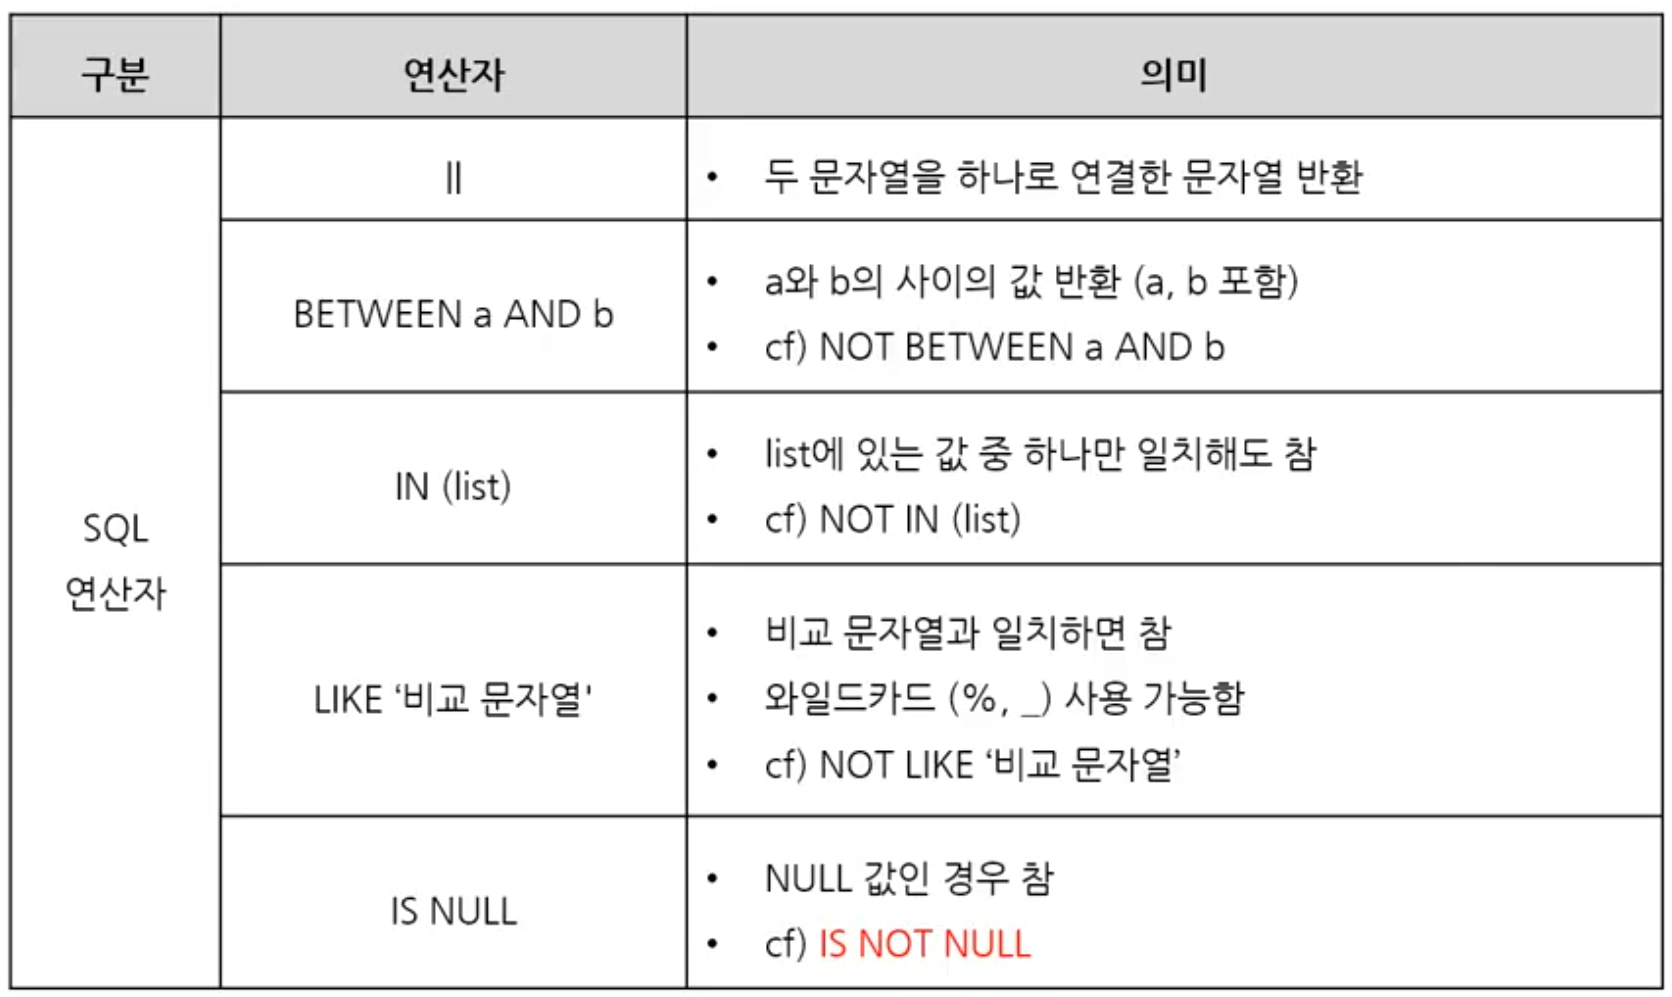 구분 연산자 의미
|| • 두 문자열을 하나로 연결한 문자열 반환
BETWEEN a AND b
• a와 b의 사이의 값 반환 (a, b 포함)
• cf) NOT BETWEEN a AND b
IN (list)
• list에 있는 값 중 하나만 일치해도 참
• cf) NOT IN (list)
SQL
연산자
LIKE ‘비교 문자열'
• 비교 문자열과 일치하면 참
• 와일드카드 (%, _) 사용 가능함
• cf) NOT LIKE ‘비교 문자열’
IS NULL
• NULL 값인 경우 참
• cf) IS NOT NULL